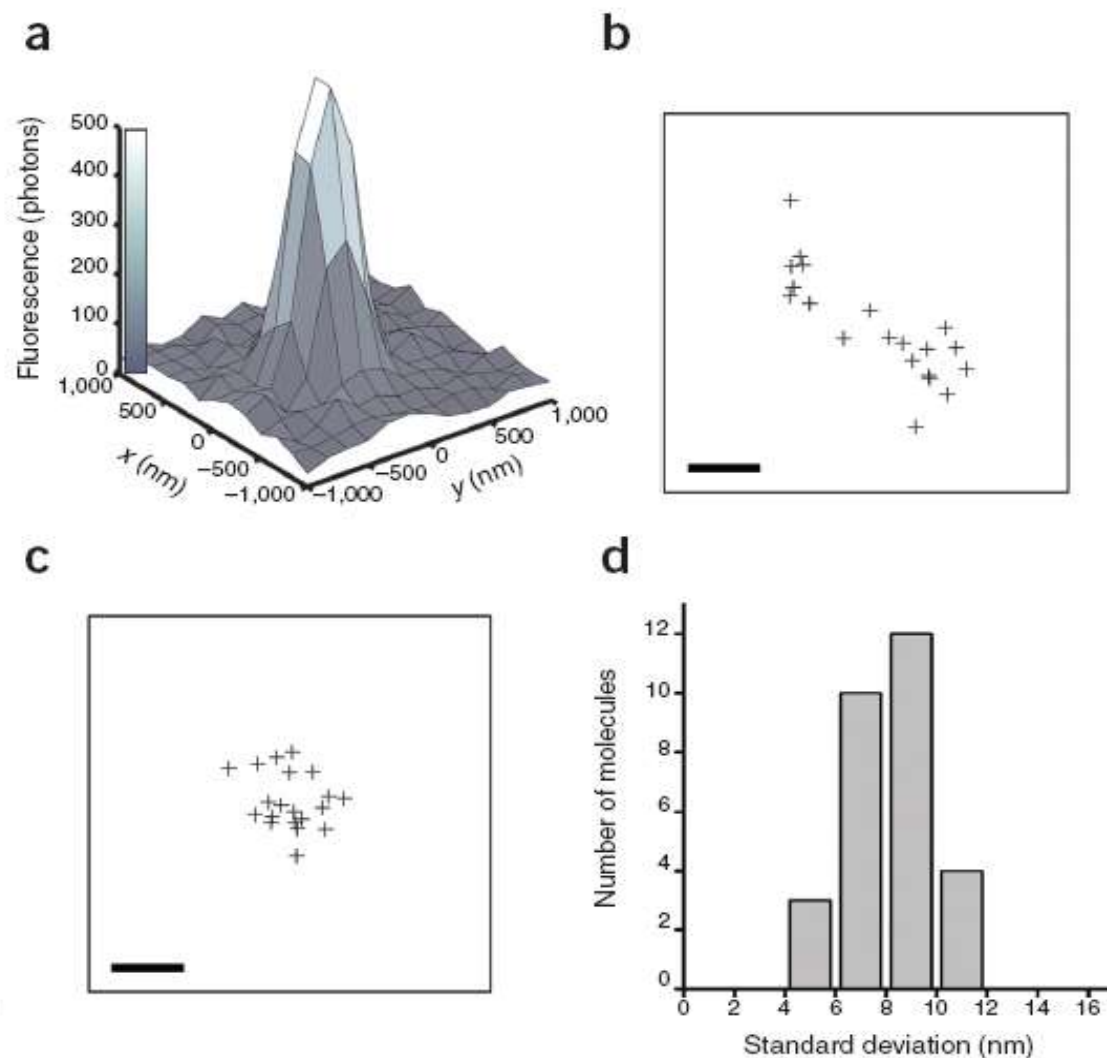 a
Fluorescence (photons)
500
400
300
200
100
0
1,000
500
0
−500
−1,000
x (nm)
−1,000
−500
0
500
1,000
y (nm)
b
c
d
Number of molecules
12
10
8
6
4
2
0
0 2 4 6 8 10 12 14 16
Standard deviation (nm)